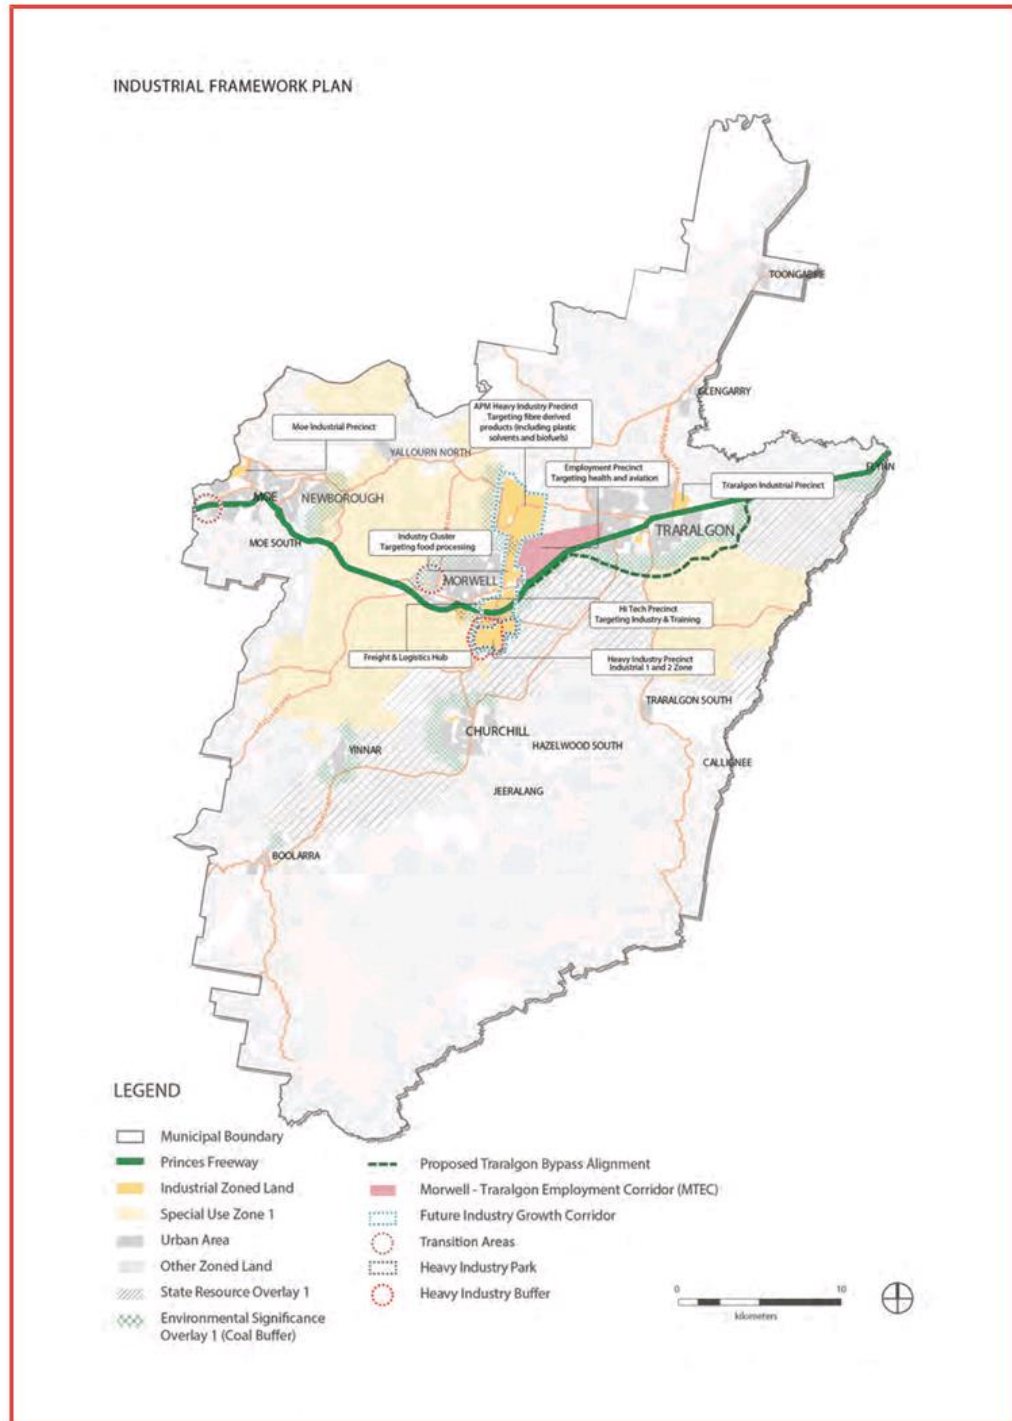 INDUSTRIAL FRAMEWORK PLAN
TOONGABBIE
GLENGARRY
APM Heavy Industry Precinct
Targeting fibre derived
products (including plastic
solvents and biofuels)
Moe Industrial Precinct
YALLOURN NORTH
Employment Precinct
Targeting health and aviation
FLYNN
Traralgon Industrial Precinct
MOE
NEWBOROUGH
TRARALGON
MOE SOUTH
Industry Cluster
Targeting food processing
MORWELL
Hi Tech Precinct
Targeting Industry & Training
Freight & Logistics Hub
Heavy Industry Precinct
Industrial 1 and 2 Zone
TRARALGON SOUTH
CHURCHILL
YINNAR
HAZELWOOD SOUTH
CALLIGNEE
JEERALANG
BOOLARRA
LEGEND
Municipal Boundary
Princes Freeway
Industrial Zoned Land
Special Use Zone 1
Urban Area
Other Zoned Land
State Resource Overlay 1
Environmental Significance
Overlay 1 (Coal Buffer)
Proposed Traralgon Bypass Alignment
Morwell - Traralgon Employment Corridor (MTEC)
Future Industry Growth Corridor
Transition Areas
Heavy Industry Park
Heavy Industry Buffer
0 10
kilometers